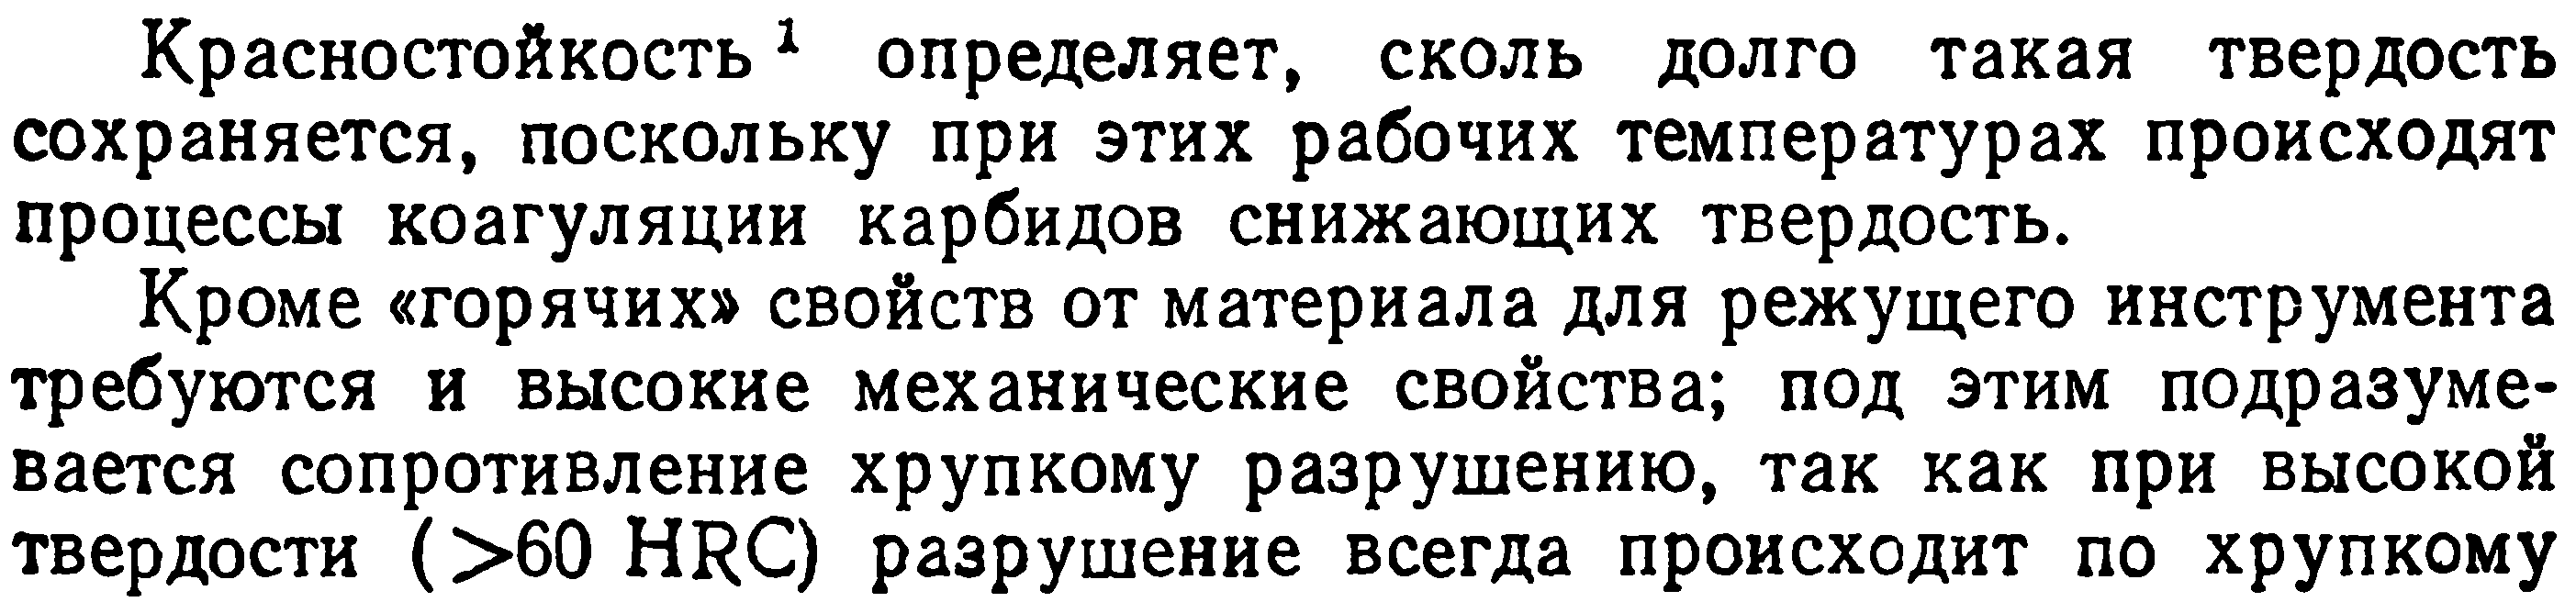 Красностойкость ¹ определяет, сколь долго такая твердость
сохраняется, поскольку при этих рабочих температурах происходят
процессы коагуляции карбидов снижающих твердость.
Кроме «горячих» свойств от материала для режущего инструмента
требуются и высокие механические свойства; под этим подразуме-
вается сопротивление хрупкому разрушению, так как при высокой
твердости (>60 HRC) разрушение всегда происходит по хрупкому